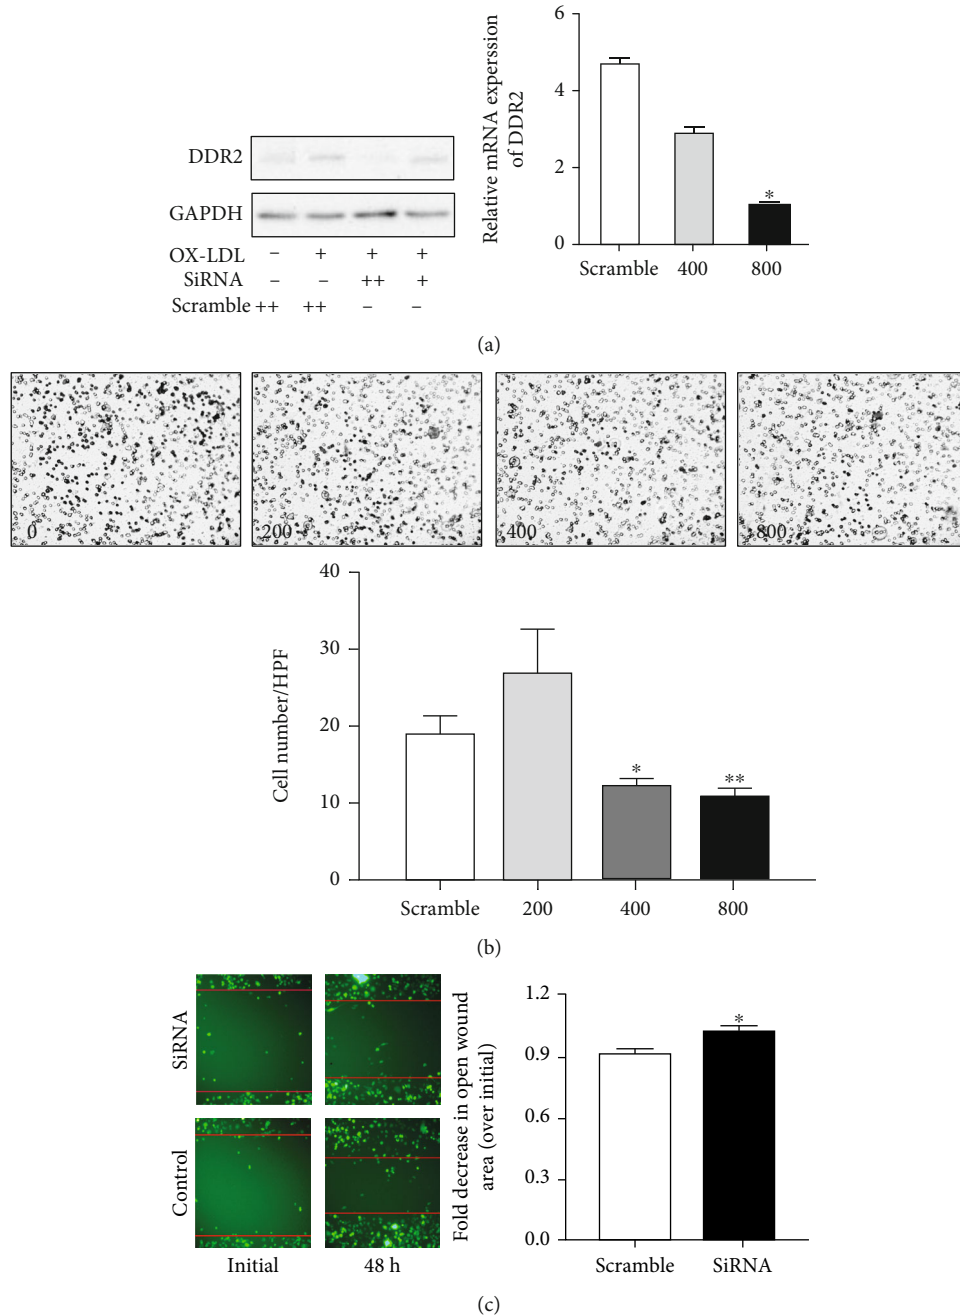 DDR2
GAPDH
OX-LDL – + + +
SiRNA – – ++ +
Scramble ++ ++ – –
Relative mRNA experssion
of DDR2
6
4
2
0
Scramble 400 800
*
(a)
0 200 400 800
Cell number/HPF
40
30
20
10
0
* **
Scramble 200 400 800
(b)
SiRNA
Control
Initial 48 h
Fold decrease in open wound
area (over initial)
1.2
0.9
0.6
0.3
0.0
*
Scramble SiRNA
(c)